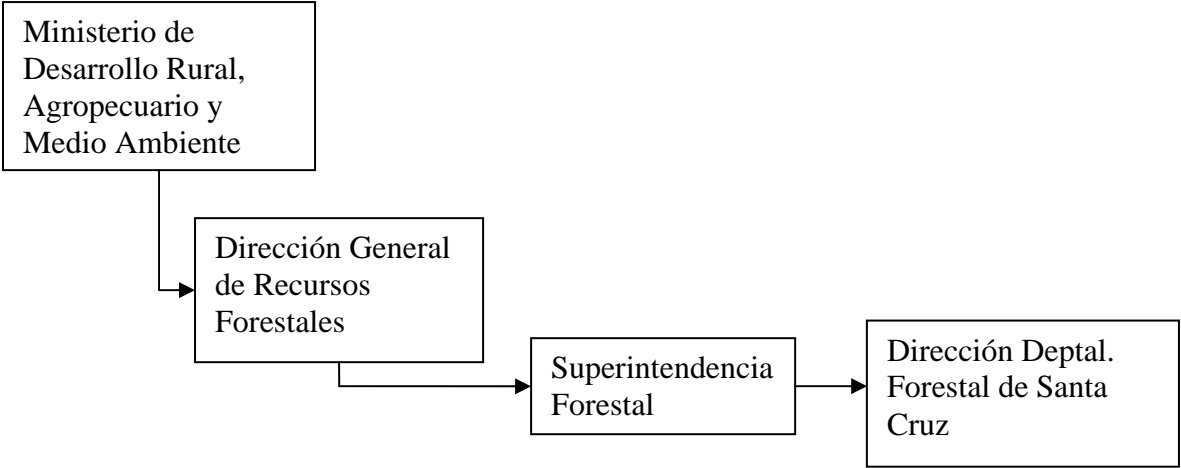 Ministerio de
Desarrollo Rural,
Agropecuario y
Medio Ambiente
Dirección General
de Recursos
Forestales
Superintendencia
Forestal
Dirección Deptal.
Forestal de Santa
Cruz